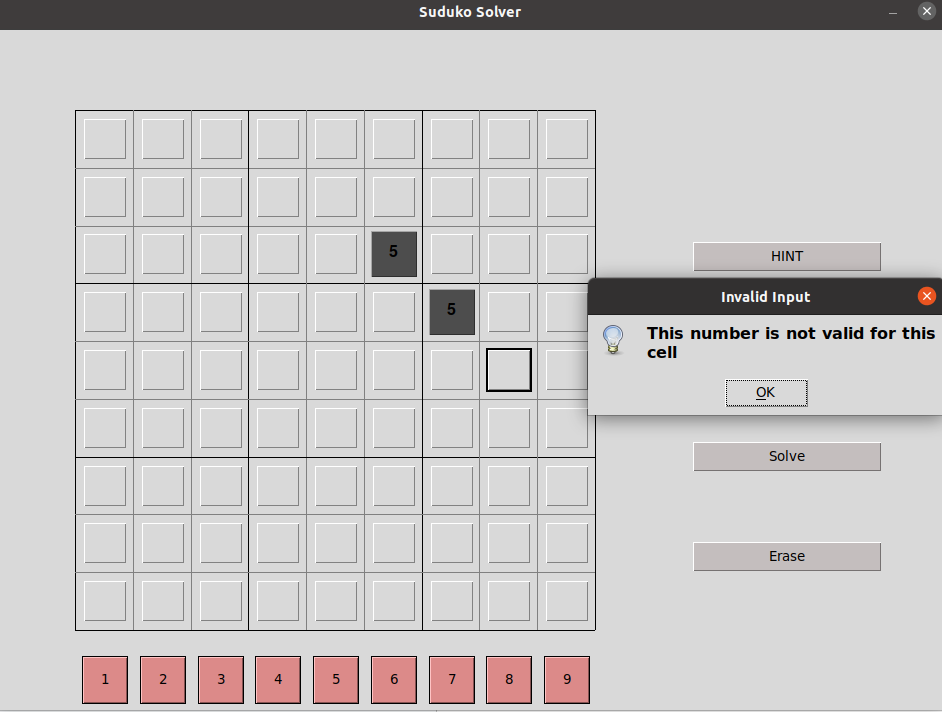 Suduko Solver
5
HINT
Invalid Input
5
This number is not valid for this
cell
OK
Solve
Erase
1 2 3 4 5 6 7 8 9